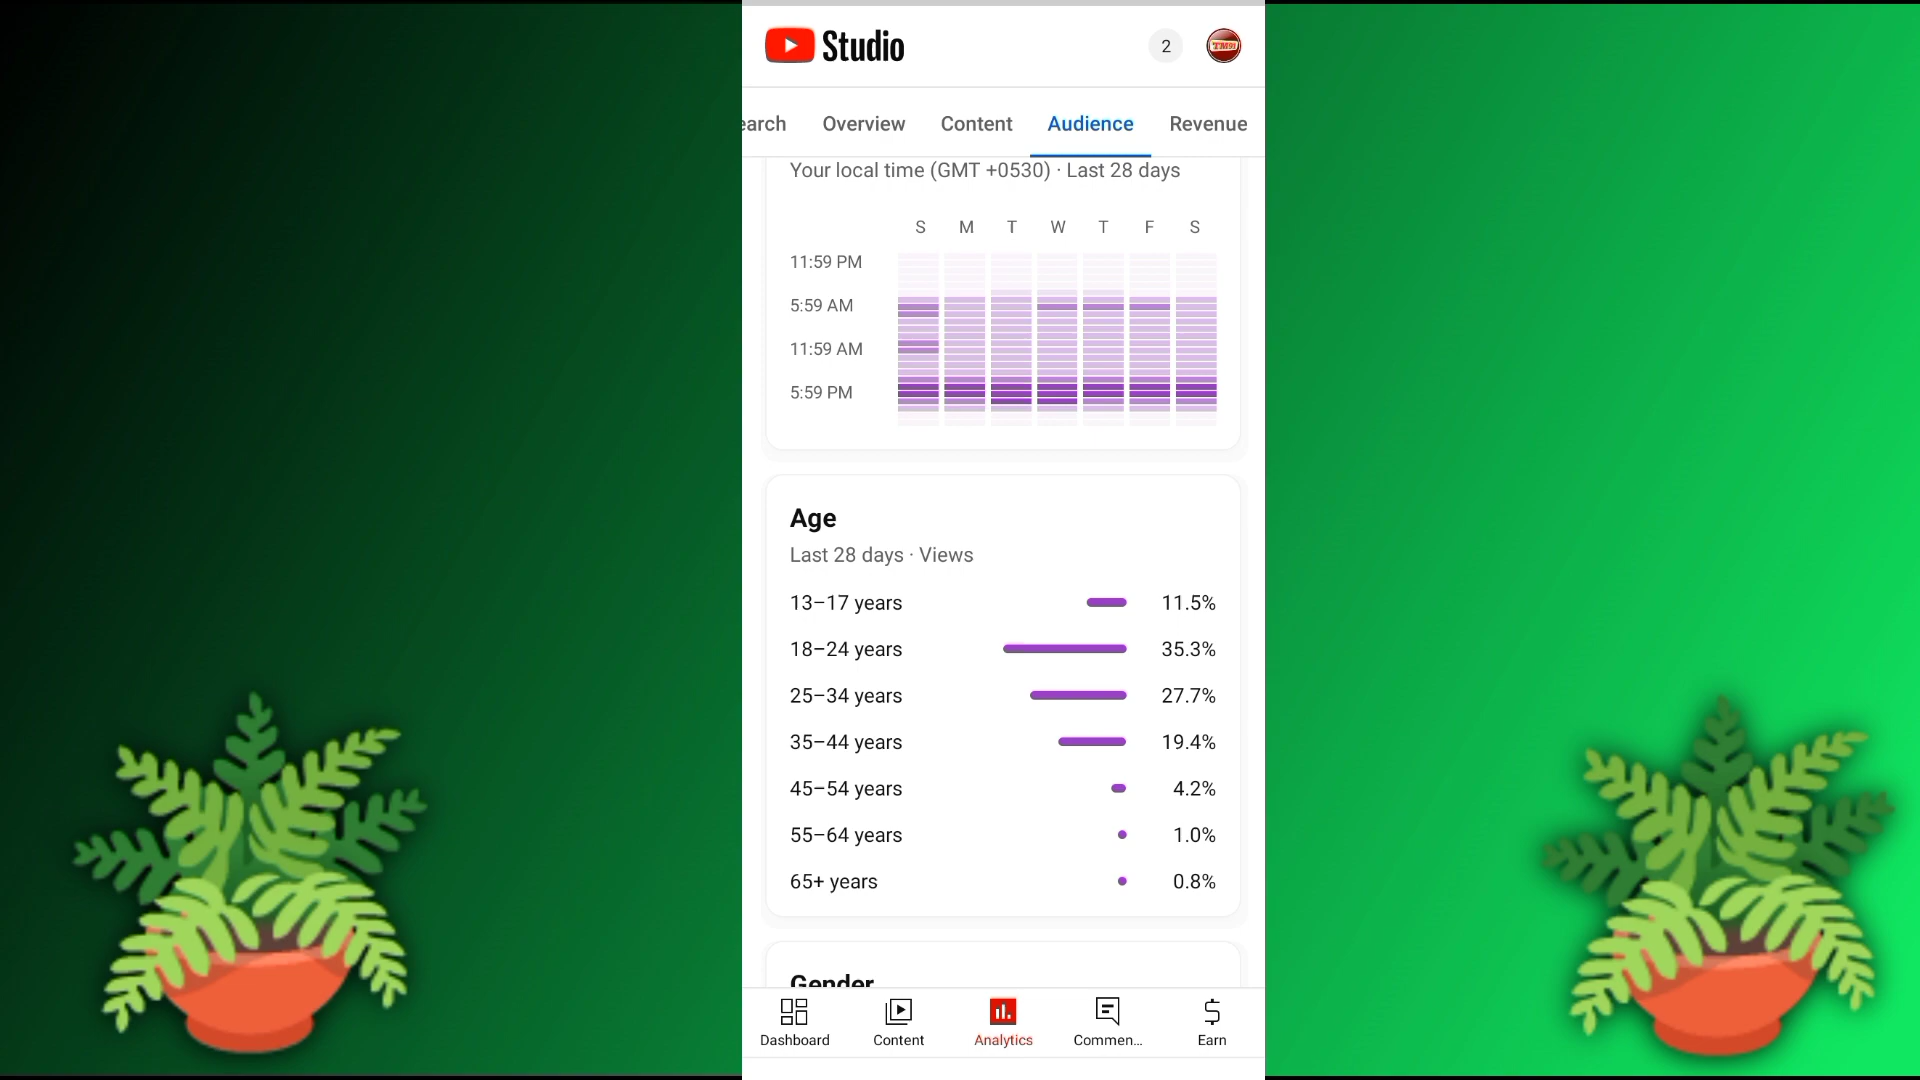 Studio
2
TM91
earch Overview Content Audience Revenue
Your local time (GMT +0530) · Last 28 days
S M T W T F S
11:59 PM
5:59 AM
11:59 AM
5:59 PM
Age
Last 28 days · Views
13–17 years 11.5%
18–24 years 35.3%
25–34 years 27.7%
35–44 years 19.4%
45–54 years 4.2%
55–64 years 1.0%
65+ years 0.8%
Gender
Dashboard Content Analytics Commen... Earn